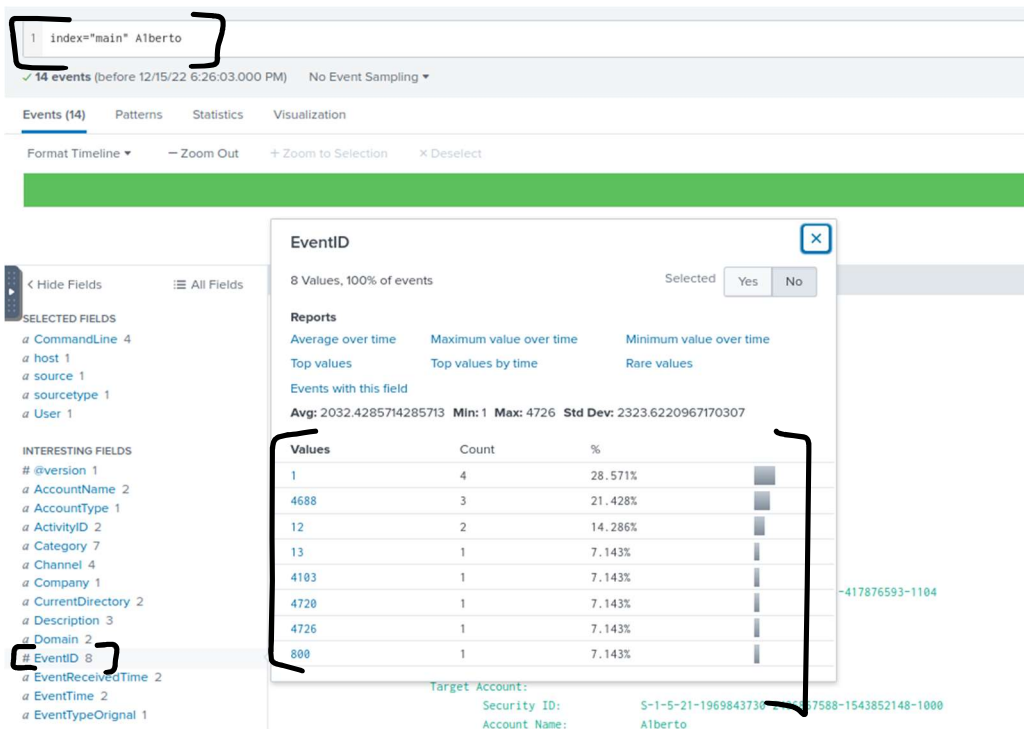 1 index="main" A1berto
✓ 14 events (before 12/15/22 6:26:03.000 PM) No Event Sampling ▾
Events (14) Patterns Statistics Visualization
Format Timeline ▾ — Zoom Out + Zoom to Selection × Deselect
EventID ×
8 Values, 100% of events Selected Yes No
Reports
Average over time Maximum value over time Minimum value over time
Top values Top values by time Rare values
Events with this field
Avg: 2032.4285714285713 Min: 1 Max: 4726 Std Dev: 2323.6220967170307
Values Count %
1 4 28.571%
4688 3 21.428%
12 2 14.286%
13 1 7.143%
4103 1 7.143%
4720 1 7.143%
4726 1 7.143%
800 1 7.143%
< Hide Fields All Fields
SELECTED FIELDS
a CommandLine 4
a host 1
a source 1
a sourcetype 1
a User 1
INTERESTING FIELDS
# @version 1
a AccountName 2
a AccountType 1
a ActivityID 2
a Category 7
a Channel 4
a Company 1
a CurrentDirectory 2
a Description 3
a Domain 2
# EventID 8
a EventReceivedTime 2
a EventTime 2
a EventTypeOrignal 1
-417876593-1104
Target Account:
Security ID:
Account Name: A1berto